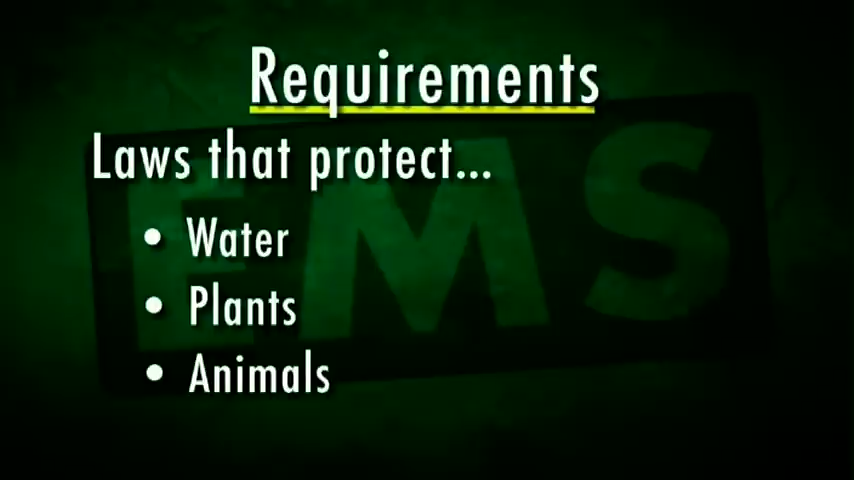 Requirements
Laws that protect...
• Water
• Plants
• Animals
EMS